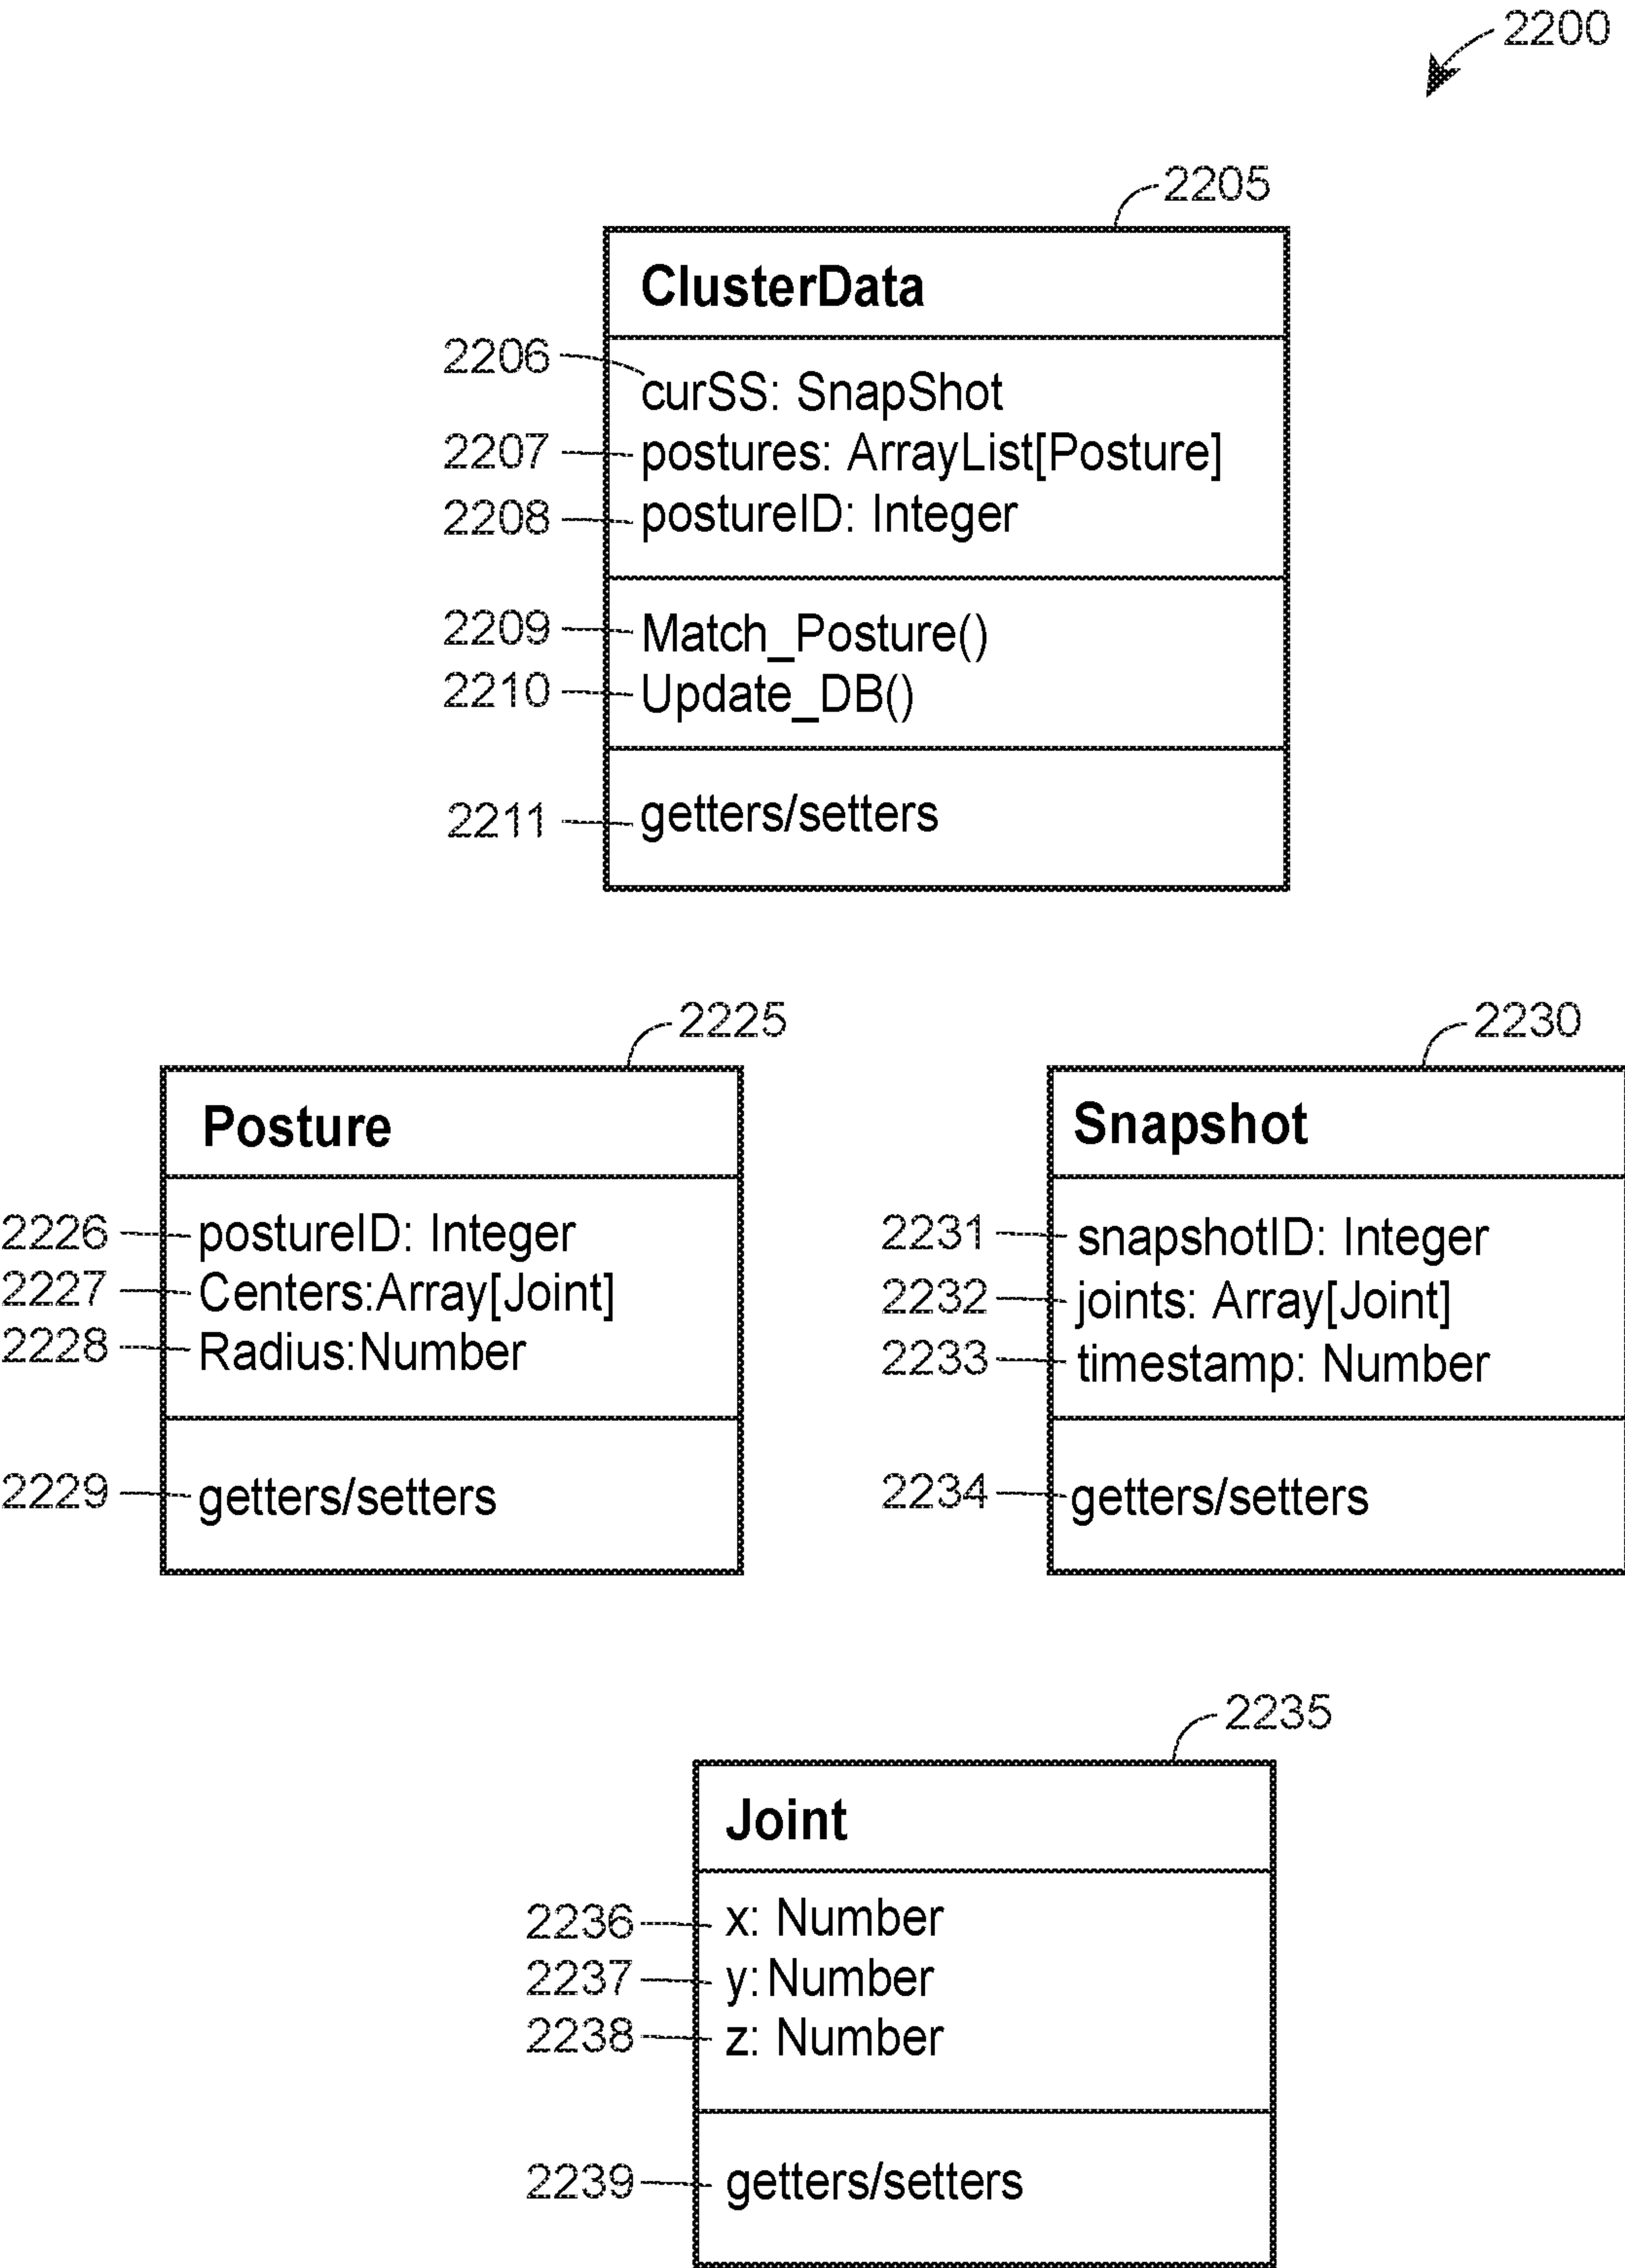 2200
2205
ClusterData
2206 curSS: SnapShot
2207 postures: ArrayList[Posture]
2208 postureID: Integer
2209 Match_Posture()
2210 Update_DB()
2211 getters/setters
2225
Posture
2226 postureID: Integer
2227 Centers:Array[Joint]
2228 Radius:Number
2229 getters/setters
2230
Snapshot
2231 snapshotID: Integer
2232 joints: Array[Joint]
2233 timestamp: Number
2234 getters/setters
2235
Joint
2236 x: Number
2237 y:Number
2238 z: Number
2239 getters/setters